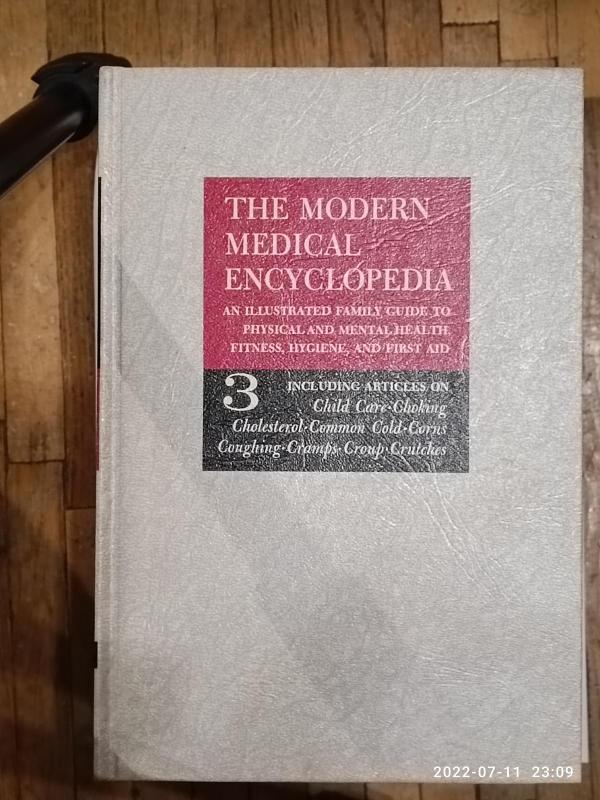 THE MODERN
MEDICAL
ENCYCLOPEDIA
AN ILLUSTRATED FAMILY GUIDE TO
PHYSICAL AND MENTAL HEALTH,
FITNESS, HYGIENE, AND FIRST AID
3 INCLUDING ARTICLES ON
Child Care·Choking
Cholesterol·Common Cold·Corns
Coughing·Cramps·Croup·Crutches
2022-07-11 23:09